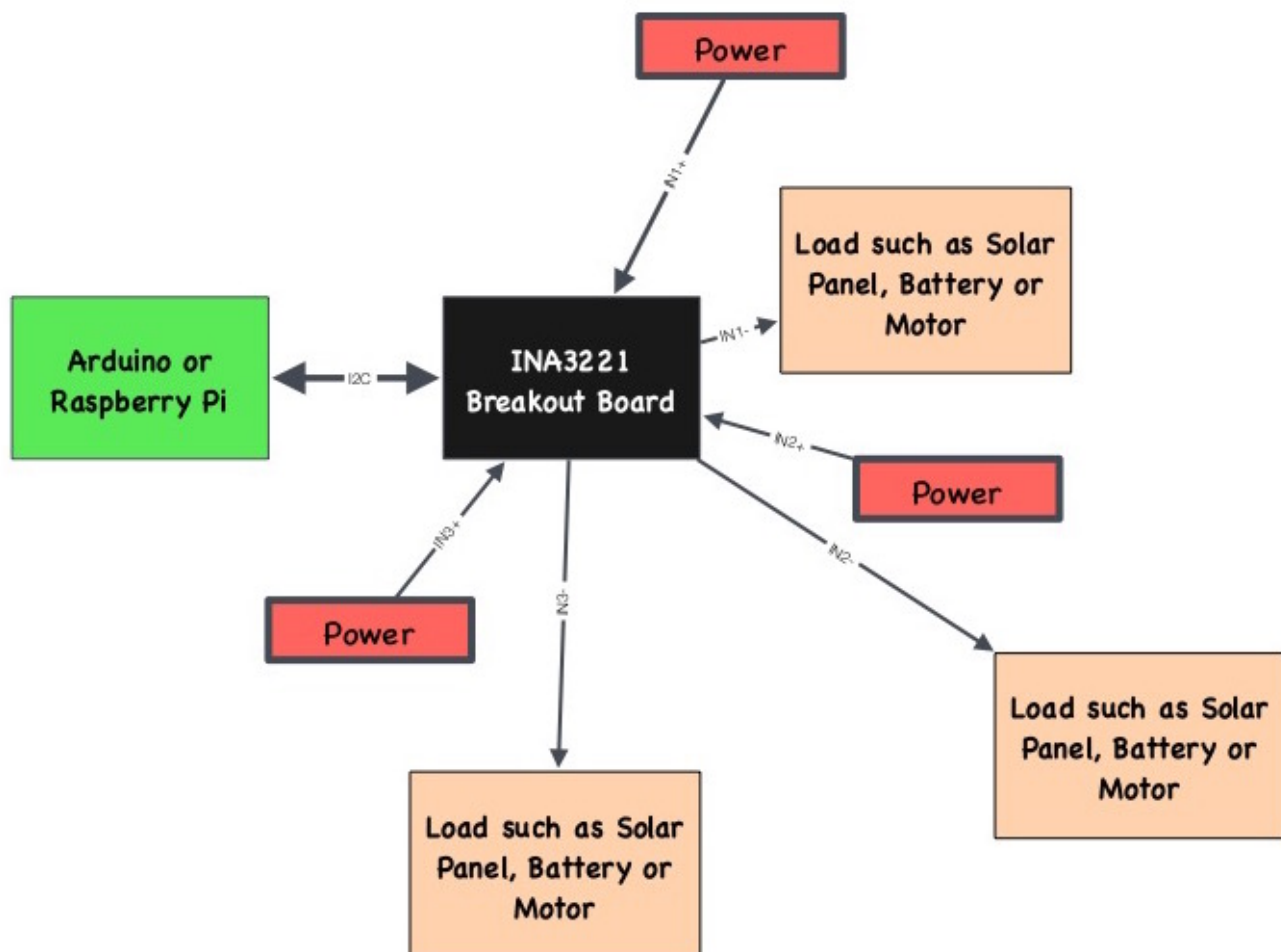 Power
IN1+
Load such as Solar
Panel, Battery or
Motor
Arduino or
Raspberry Pi
I2C
INA3221
Breakout Board
IN1-
IN2+
Power
IN3+
IN2-
Power
IN3-
Load such as Solar
Panel, Battery or
Motor
Load such as Solar
Panel, Battery or
Motor